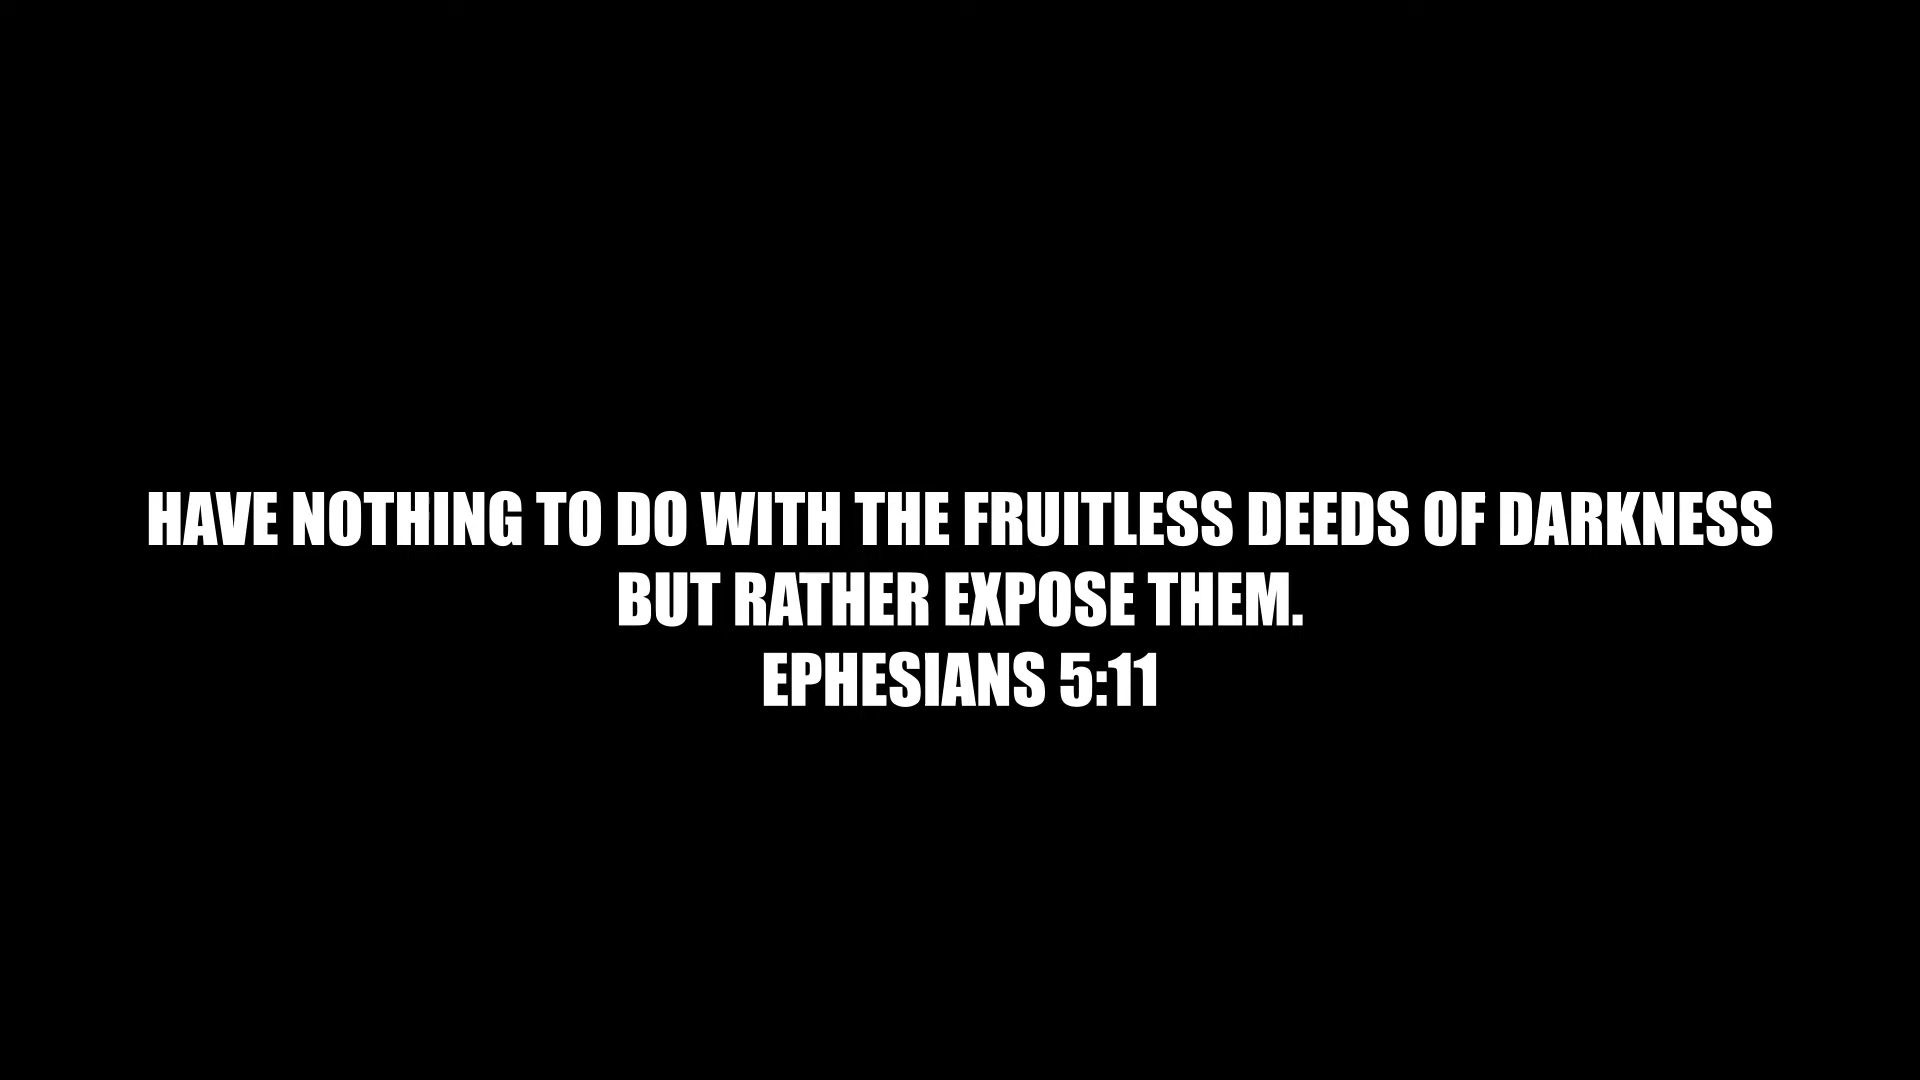 HAVE NOTHING TO DO WITH THE FRUITLESS DEEDS OF DARKNESS
BUT RATHER EXPOSE THEM.
EPHESIANS 5:11